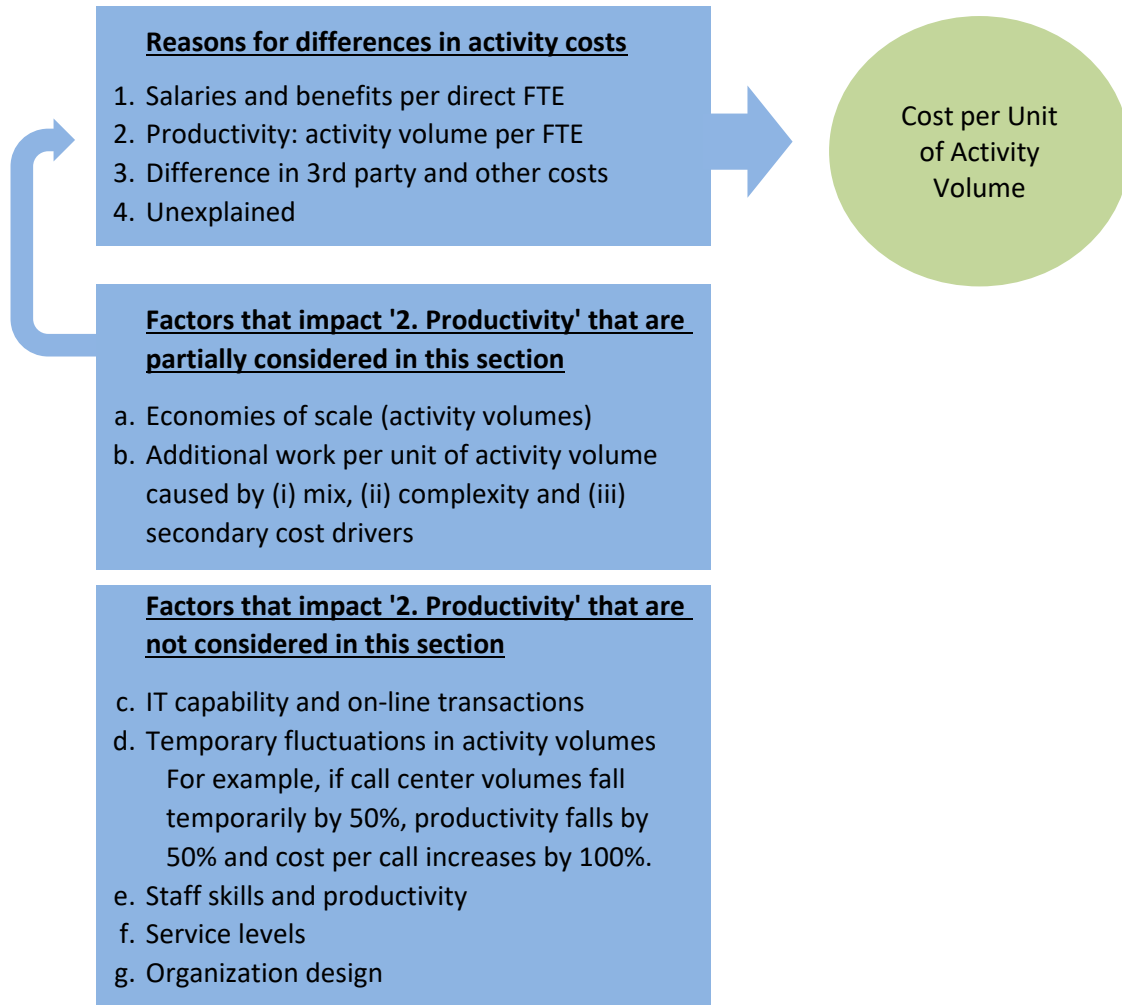 Reasons for differences in activity costs
1. Salaries and benefits per direct FTE
2. Productivity: activity volume per FTE
3. Difference in 3rd party and other costs
4. Unexplained
Cost per Unit
of Activity
Volume
Factors that impact '2. Productivity' that are
partially considered in this section
a. Economies of scale (activity volumes)
b. Additional work per unit of activity volume
caused by (i) mix, (ii) complexity and (iii)
secondary cost drivers
Factors that impact '2. Productivity' that are
not considered in this section
c. IT capability and on-line transactions
d. Temporary fluctuations in activity volumes
For example, if call center volumes fall
temporarily by 50%, productivity falls by
50% and cost per call increases by 100%.
e. Staff skills and productivity
f. Service levels
g. Organization design